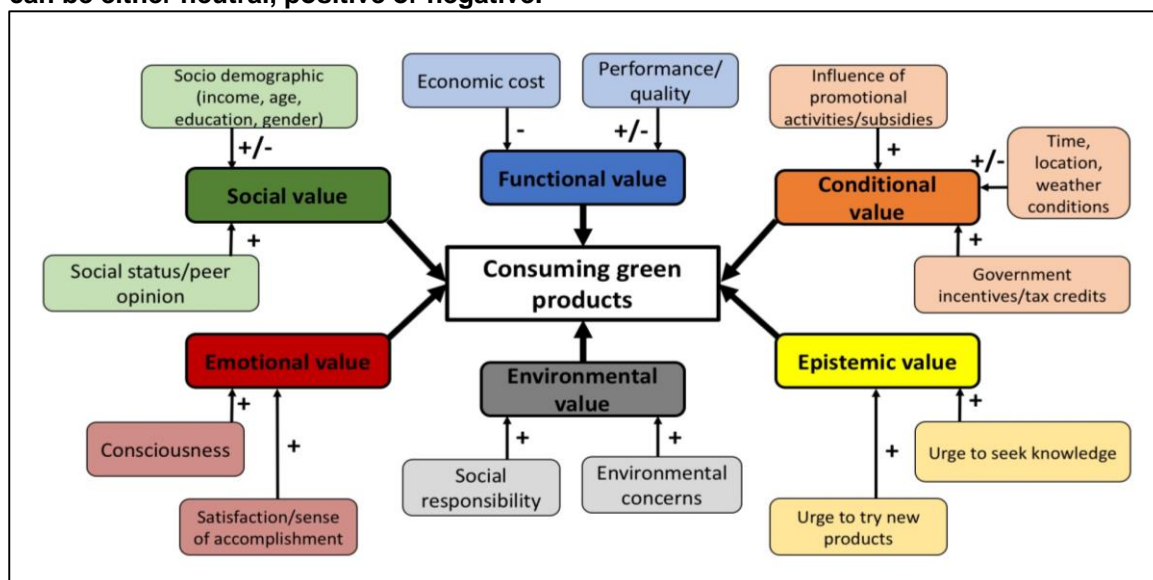 can be either neutral, positive or negative.
Socio demographic
(income, age,
education, gender)
+/-
Social value
+
Social status/peer
opinion
Economic cost
-
Performance/
quality
+/-
Functional value
Influence of
promotional
activities/subsidies
+
+/-
Time,
location,
weather
conditions
Conditional
value
+
Government
incentives/tax credits
Consuming green
products
Emotional value
+
Consciousness
+
Satisfaction/sense
of accomplishment
Environmental
value
+
Social
responsibility
+
Environmental
concerns
Epistemic value
+
Urge to seek knowledge
+
Urge to try new
products